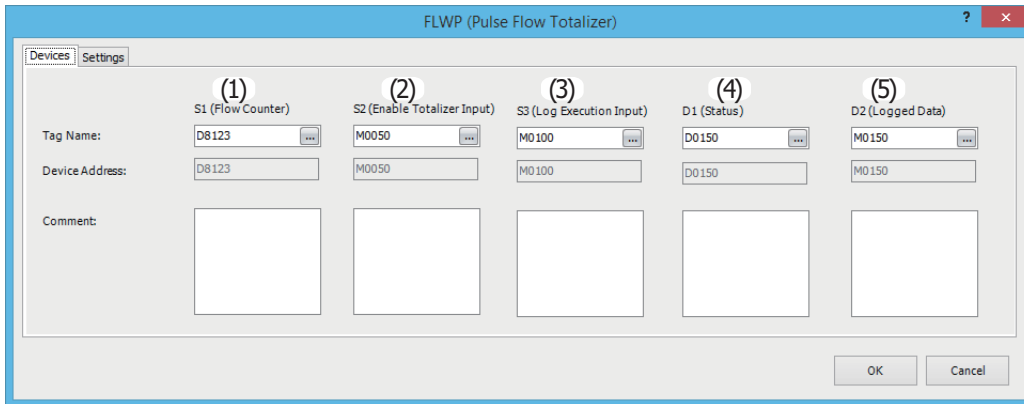 FLWP (Pulse Flow Totalizer)
?
×
Devices
Settings
(1)
(2)
(3)
(4)
(5)
S1 (Flow Counter)
S2 (Enable Totalizer Input)
S3 (Log Execution Input)
D1 (Status)
D2 (Logged Data)
Tag Name:
D8123
...
M0050
...
M0100
...
D0150
...
M0150
...
Device Address:
D8123
M0050
M0100
D0150
M0150
Comment:
OK
Cancel